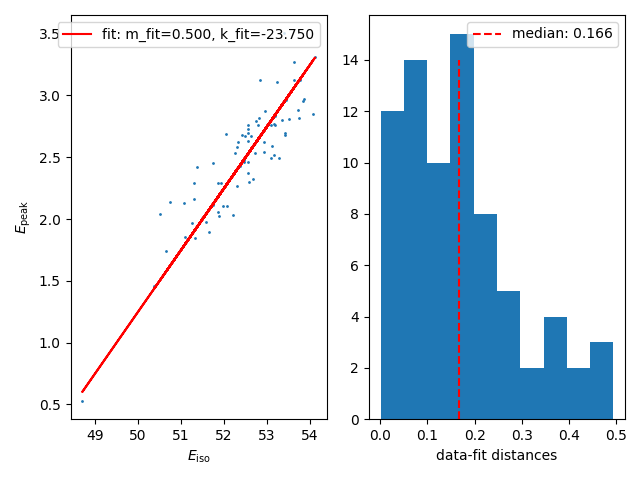 fit: m_fit=0.500, k_fit=-23.750
3.5
3.0
2.5
2.0
1.5
1.0
0.5
E_peak
49 50 51 52 53 54
E_iso
median: 0.166
14
12
10
8
6
4
2
0
0.0 0.1 0.2 0.3 0.4 0.5
data-fit distances